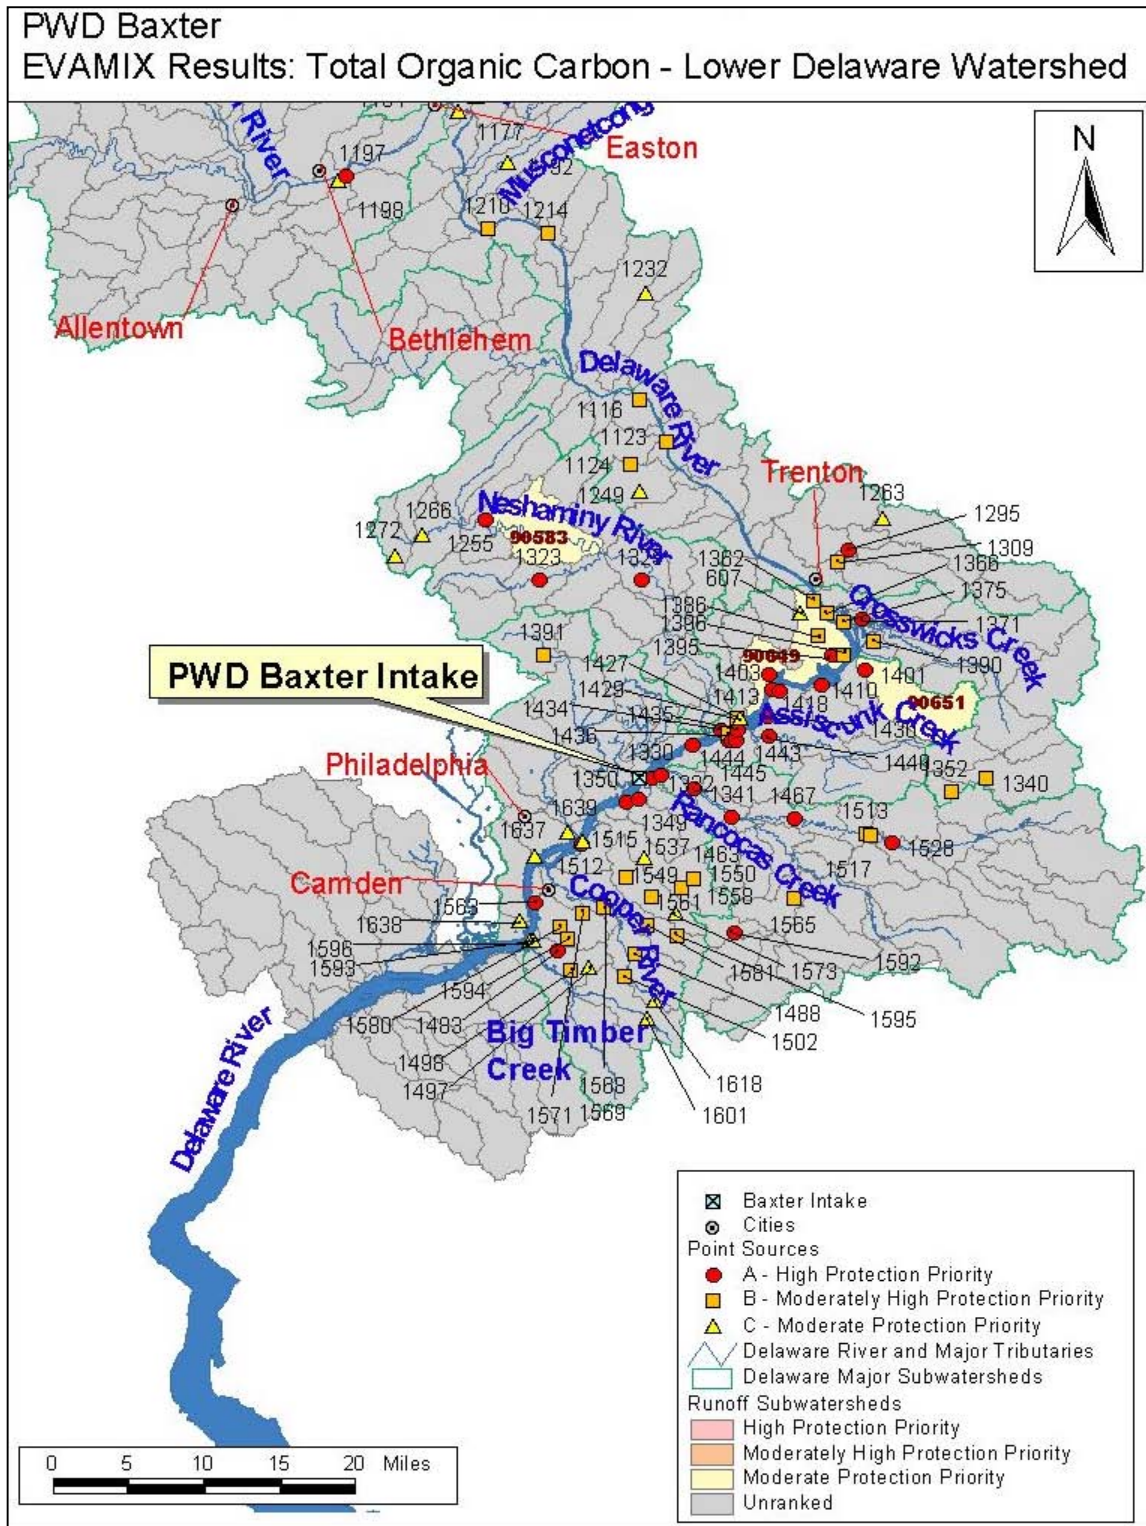 PWD Baxter
EVAMIX Results: Total Organic Carbon - Lower Delaware Watershed
N
River
Musconetcong
1177
Easton
1197
1198
1210
1214
1232
Allentown
Bethlehem
Delaware River
1116
1123
1124
1249
Trenton
1263
Neshaminy River
1266
1272
1255
90583
1323
1295
1309
1362
1366
607
1375
Crosswicks Creek
1386
1371
1396
1391
1395
90649
1390
1427
1403
1401
PWD Baxter Intake
1429
1413
1410
90651
1434
1435
1418
Assiscunk Creek
1436
1330
1444
1443
1445
1352
1340
Philadelphia
1350
1341
1467
1639
1349
Rancocas Creek
1513
1637
1515
1537
1463
1528
1512
1549
1550
1517
Camden
Cooper River
1558
1563
1561
1565
1638
1596
1593
1581
1573
1592
1594
1488
1595
1580
1483
1502
1498
Big Timber
Creek
1497
1568
1618
1571
1569
1601
Delaware River
Baxter Intake
Cities
Point Sources
A - High Protection Priority
B - Moderately High Protection Priority
C - Moderate Protection Priority
Delaware River and Major Tributaries
Delaware Major Subwatersheds
Runoff Subwatersheds
High Protection Priority
Moderately High Protection Priority
Moderate Protection Priority
Unranked
0 5 10 15 20 Miles